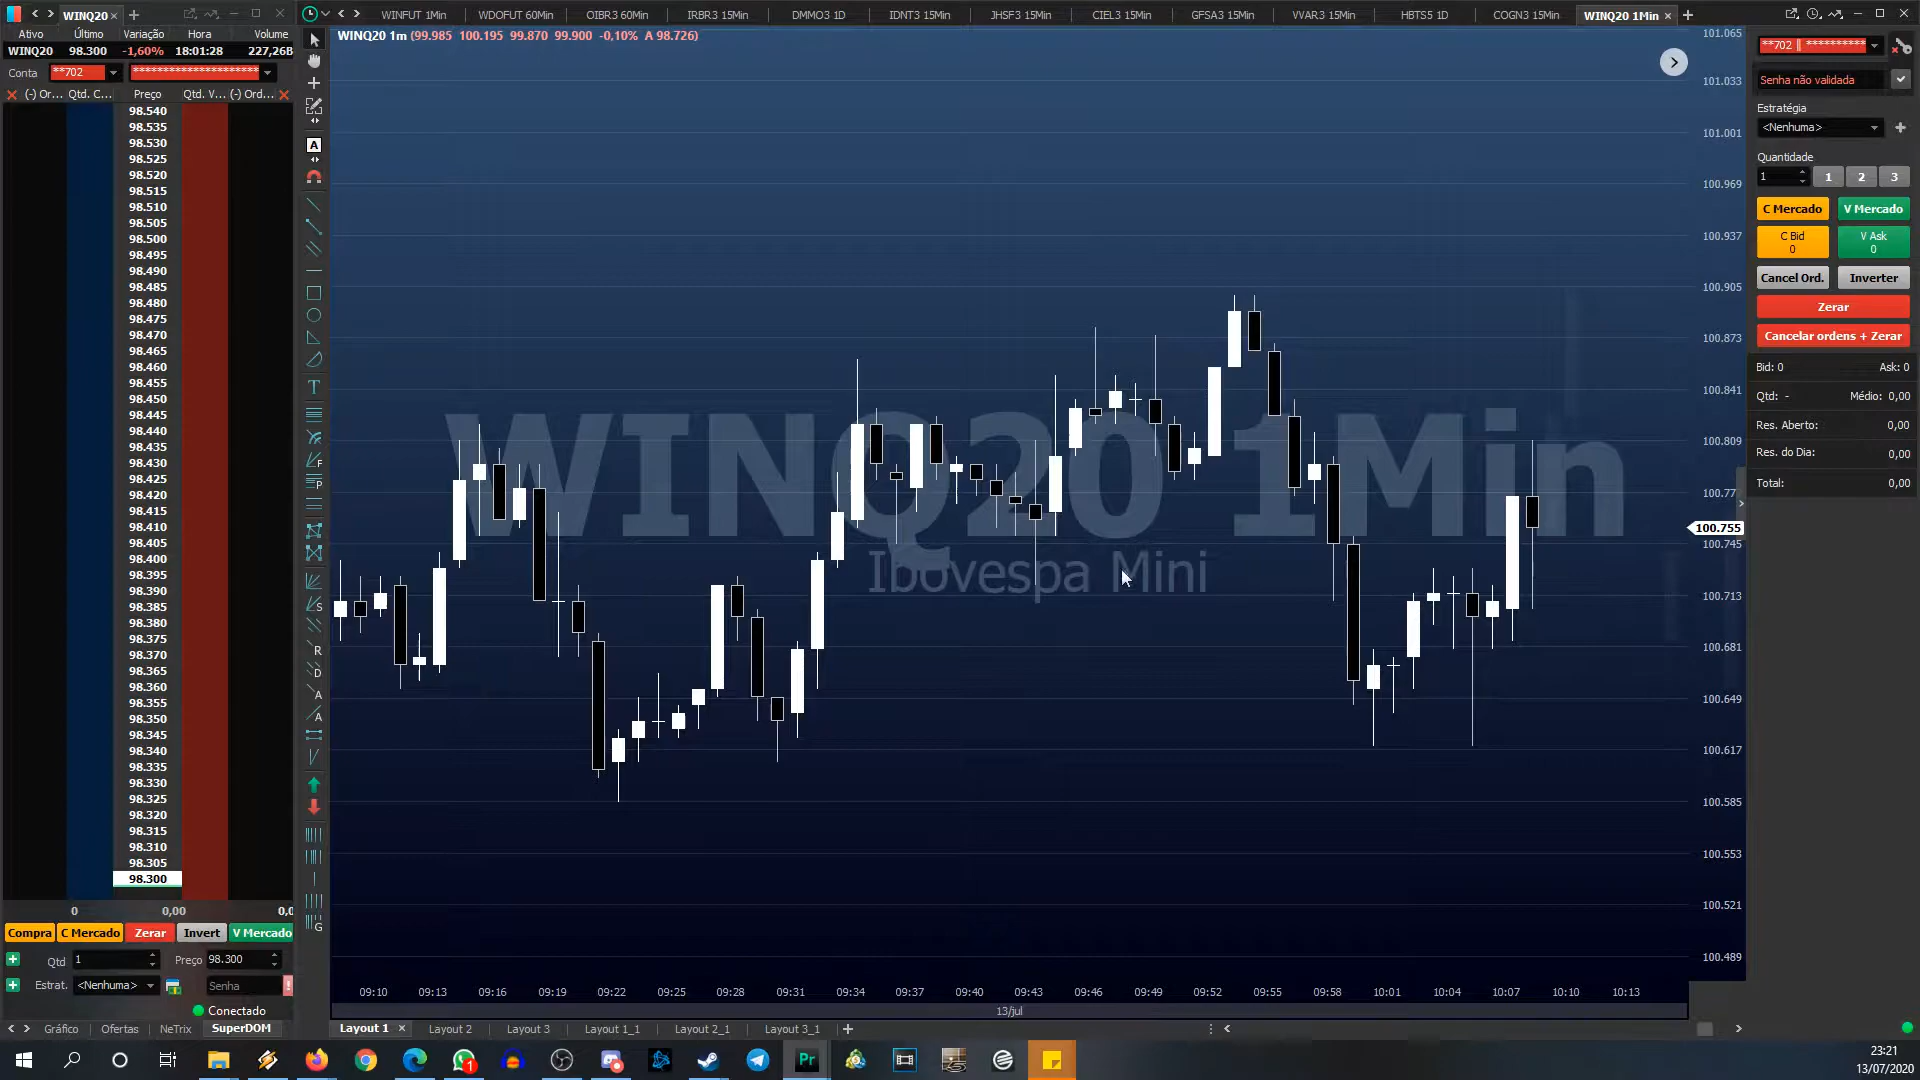 WINQ20
WINFUT 1Min
WDOFUT 60Min
OIBR3 60Min
IRBR3 15Min
DMMO3 1D
IDNT3 15Min
JHSF3 15Min
CIEL3 15Min
GFSA3 15Min
VVAR3 15Min
HBTS5 1D
COGN3 15Min
WINQ20 1Min
Ativo Último Variação Hora Volume
WINQ20 98.300 -1,60% 18:01:28 227,26B
Conta **702 **********************
(-) Or... Qtd. C... Preço Qtd. V... (-) Ord...
98.540
98.535
98.530
98.525
98.520
98.515
98.510
98.505
98.500
98.495
98.490
98.485
98.480
98.475
98.470
98.465
98.460
98.455
98.450
98.445
98.440
98.435
98.430
98.425
98.420
98.415
98.410
98.405
98.400
98.395
98.390
98.385
98.380
98.375
98.370
98.365
98.360
98.355
98.350
98.345
98.340
98.335
98.330
98.325
98.320
98.315
98.310
98.305
98.300
0 0,00 0,0
Compra C Mercado Zerar Invert V Mercado
Qtd 1 Preço 98.300
Estrat. <Nenhuma> Senha
Conectado
Gráfico Ofertas NeTrix SuperDOM
WINQ20 1m (99.985 100.195 99.870 99.900 -0,10% A 98.726)
WINQ20 1Min
Ibovespa Mini
101.065
101.033
101.001
100.969
100.937
100.905
100.873
100.841
100.809
100.77
100.755
100.745
100.713
100.681
100.649
100.617
100.585
100.553
100.521
100.489
09:10 09:13 09:16 09:19 09:22 09:25 09:28 09:31 09:34 09:37 09:40 09:43 09:46 09:49 09:52 09:55 09:58 10:01 10:04 10:07 10:10 10:13
13/jul
Layout 1 Layout 2 Layout 3 Layout 1_1 Layout 2_1 Layout 3_1
**702 || ***********
Senha não validada
Estratégia
<Nenhuma>
Quantidade
1 1 2 3
C Mercado V Mercado
C Bid V Ask
0 0
Cancel Ord. Inverter
Zerar
Cancelar ordens + Zerar
Bid: 0 Ask: 0
Qtd: - Médio: 0,00
Res. Aberto: 0,00
Res. do Dia: 0,00
Total: 0,00
A
T
F
P
S
R
D
A
A
G
1
Pr
23:21
13/07/2020